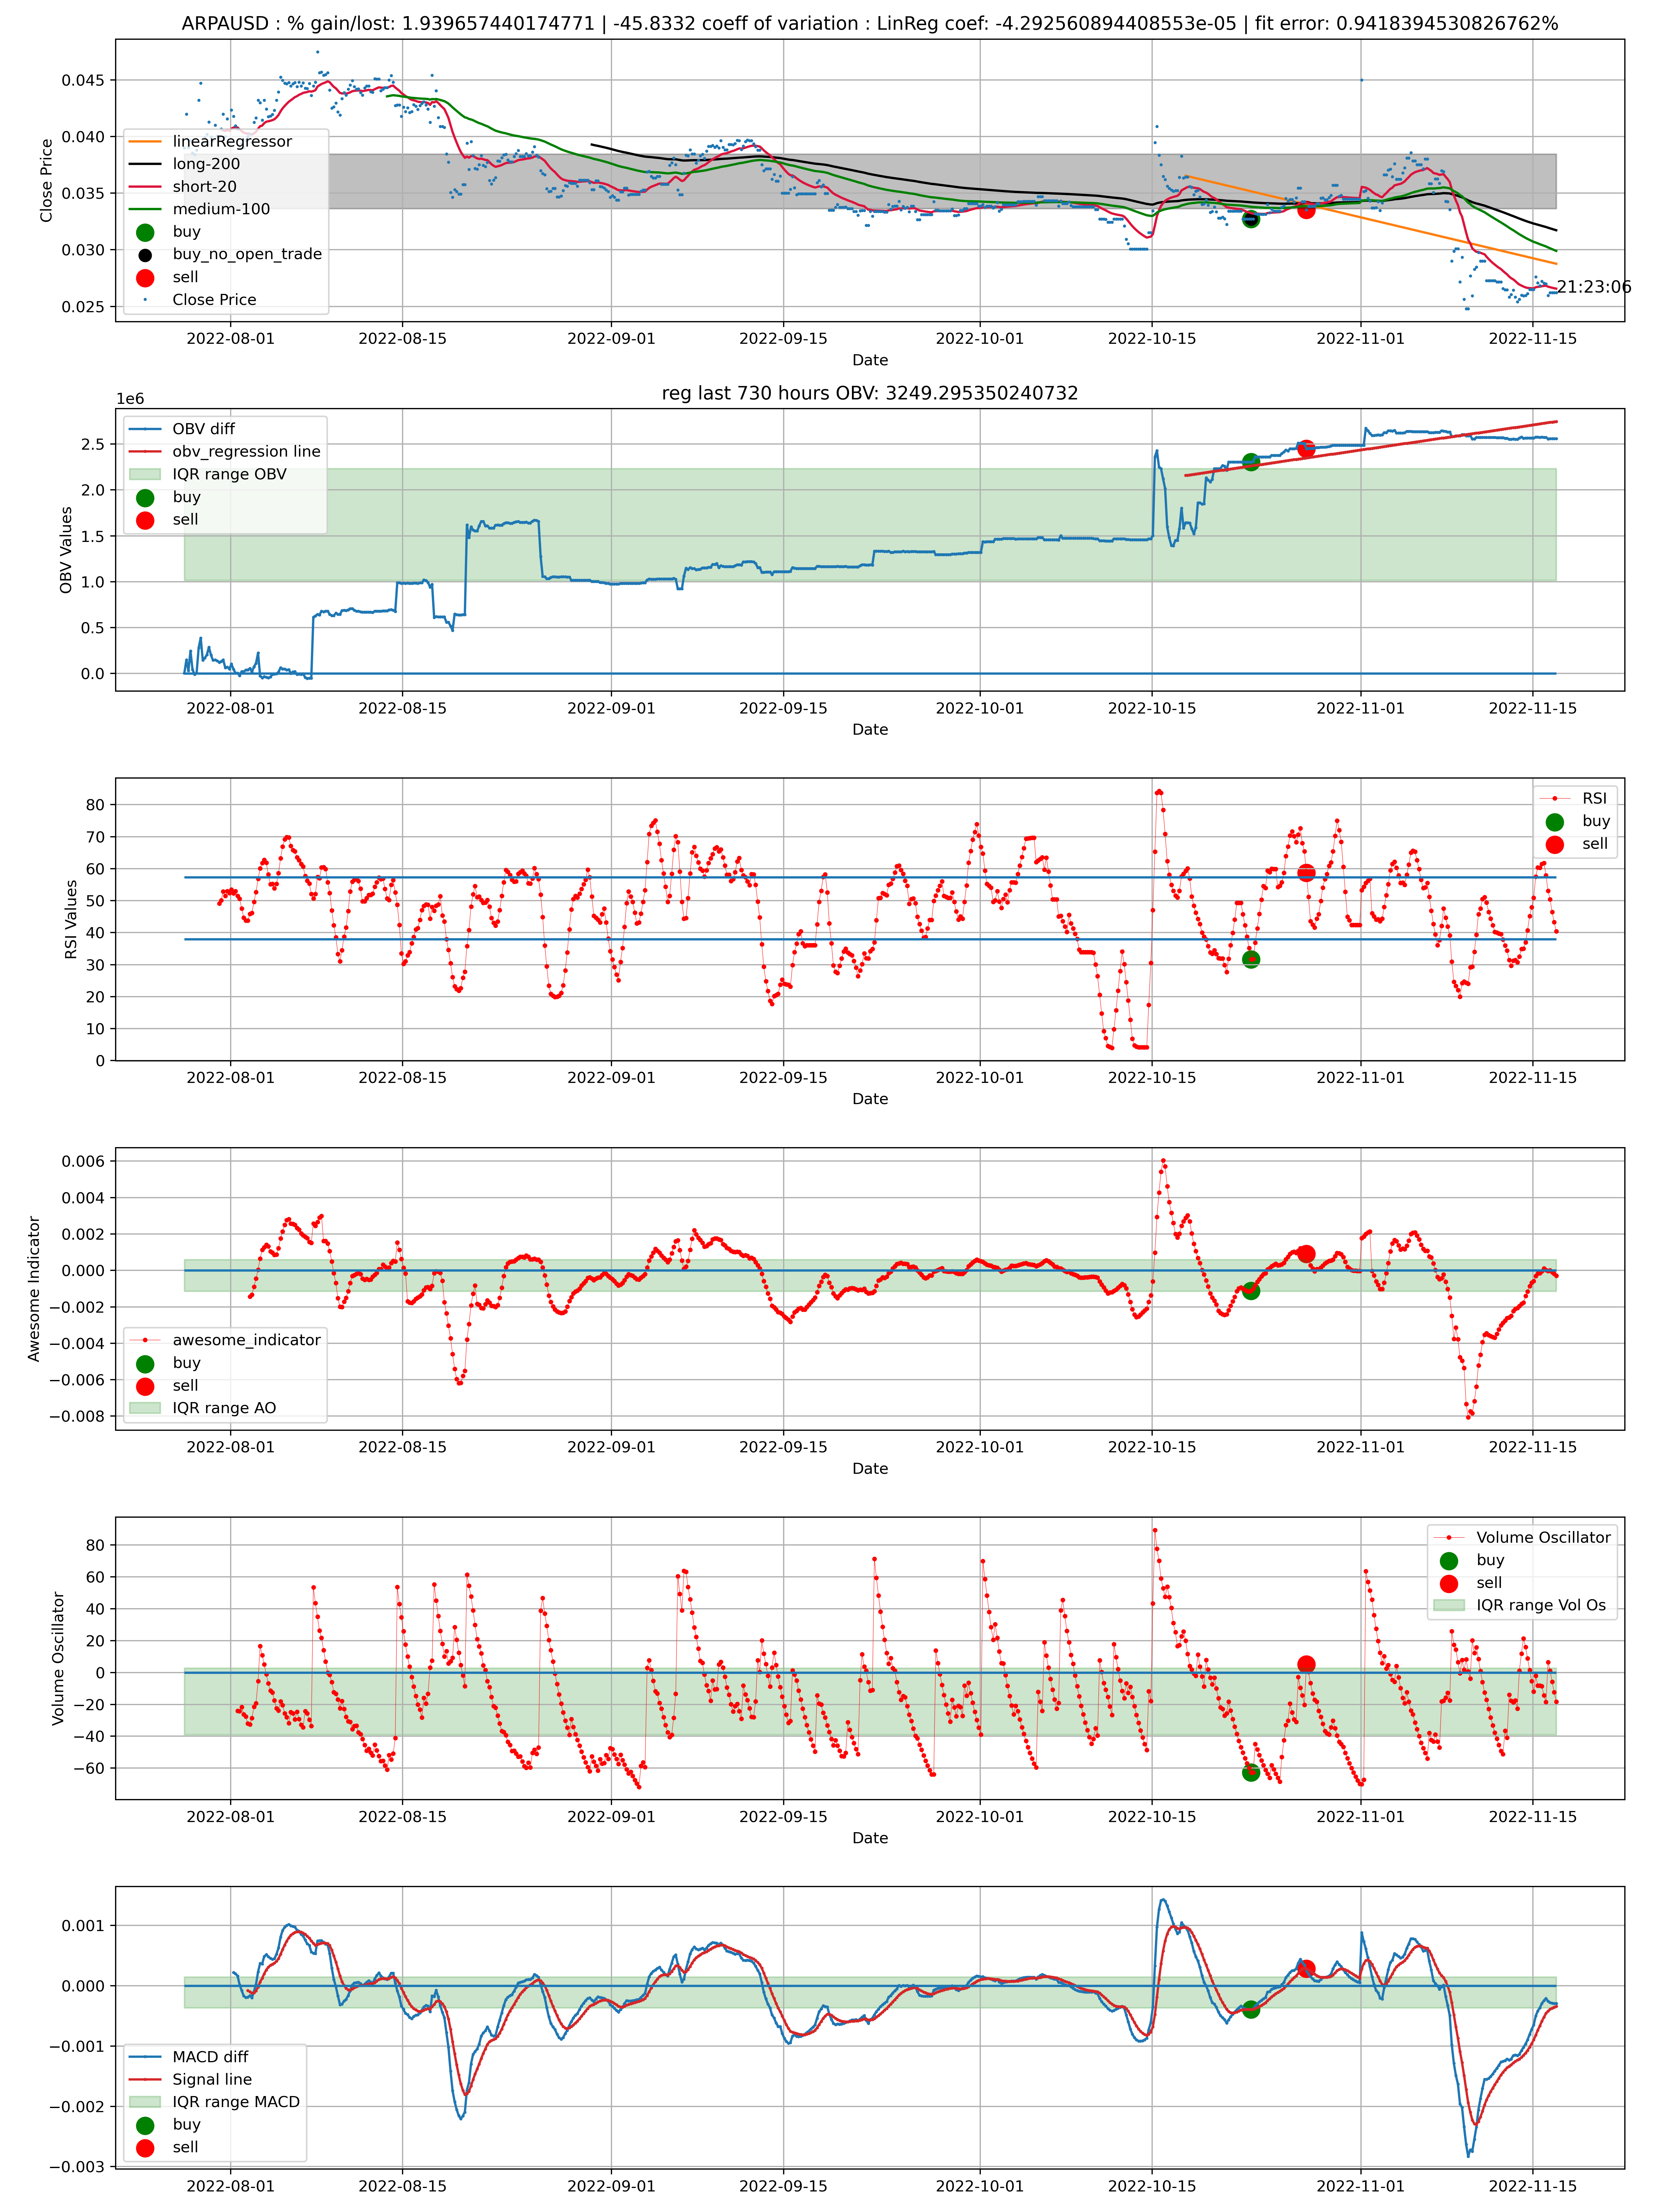 ARPAUSD : % gain/lost: 1.939657440174771 | -45.8332 coeff of variation : LinReg coef: -4.292560894408553e-05 | fit error: 0.9418394530826762%
Close Price
0.045
0.040
0.035
0.030
0.025
linearRegressor
long-200
short-20
medium-100
buy
buy_no_open_trade
sell
Close Price
21:23:06
2022-08-01 2022-08-15 2022-09-01 2022-09-15 2022-10-01 2022-10-15 2022-11-01 2022-11-15
Date
reg last 730 hours OBV: 3249.295350240732
1e6
OBV Values
2.5
2.0
1.5
1.0
0.5
0.0
OBV diff
obv_regression line
IQR range OBV
buy
sell
2022-08-01 2022-08-15 2022-09-01 2022-09-15 2022-10-01 2022-10-15 2022-11-01 2022-11-15
Date
RSI Values
80
70
60
50
40
30
20
10
0
RSI
buy
sell
2022-08-01 2022-08-15 2022-09-01 2022-09-15 2022-10-01 2022-10-15 2022-11-01 2022-11-15
Date
Awesome Indicator
0.006
0.004
0.002
0.000
−0.002
−0.004
−0.006
−0.008
awesome_indicator
buy
sell
IQR range AO
2022-08-01 2022-08-15 2022-09-01 2022-09-15 2022-10-01 2022-10-15 2022-11-01 2022-11-15
Date
Volume Oscillator
80
60
40
20
0
−20
−40
−60
Volume Oscillator
buy
sell
IQR range Vol Os
2022-08-01 2022-08-15 2022-09-01 2022-09-15 2022-10-01 2022-10-15 2022-11-01 2022-11-15
Date
0.001
0.000
−0.001
−0.002
−0.003
MACD diff
Signal line
IQR range MACD
buy
sell
2022-08-01 2022-08-15 2022-09-01 2022-09-15 2022-10-01 2022-10-15 2022-11-01 2022-11-15